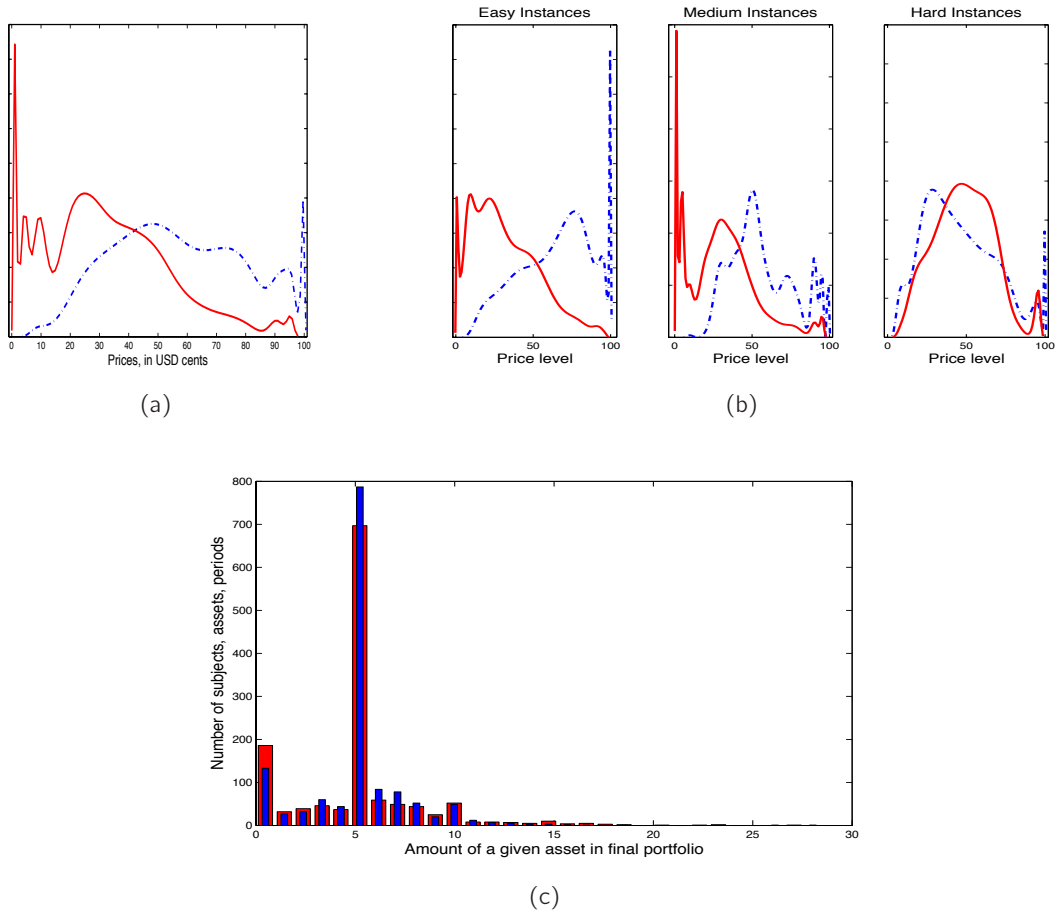 0 10 20 30 40 50 60 70 80 90 100
Prices, in USD cents
(a)
Easy Instances
0 50 100
Price level
Medium Instances
0 50 100
Price level
Hard Instances
0 50 100
Price level
(b)
800
700
600
500
400
300
200
100
0
Number of subjects, assets, periods
0 5 10 15 20 25 30
Amount of a given asset in final portfolio
(c)